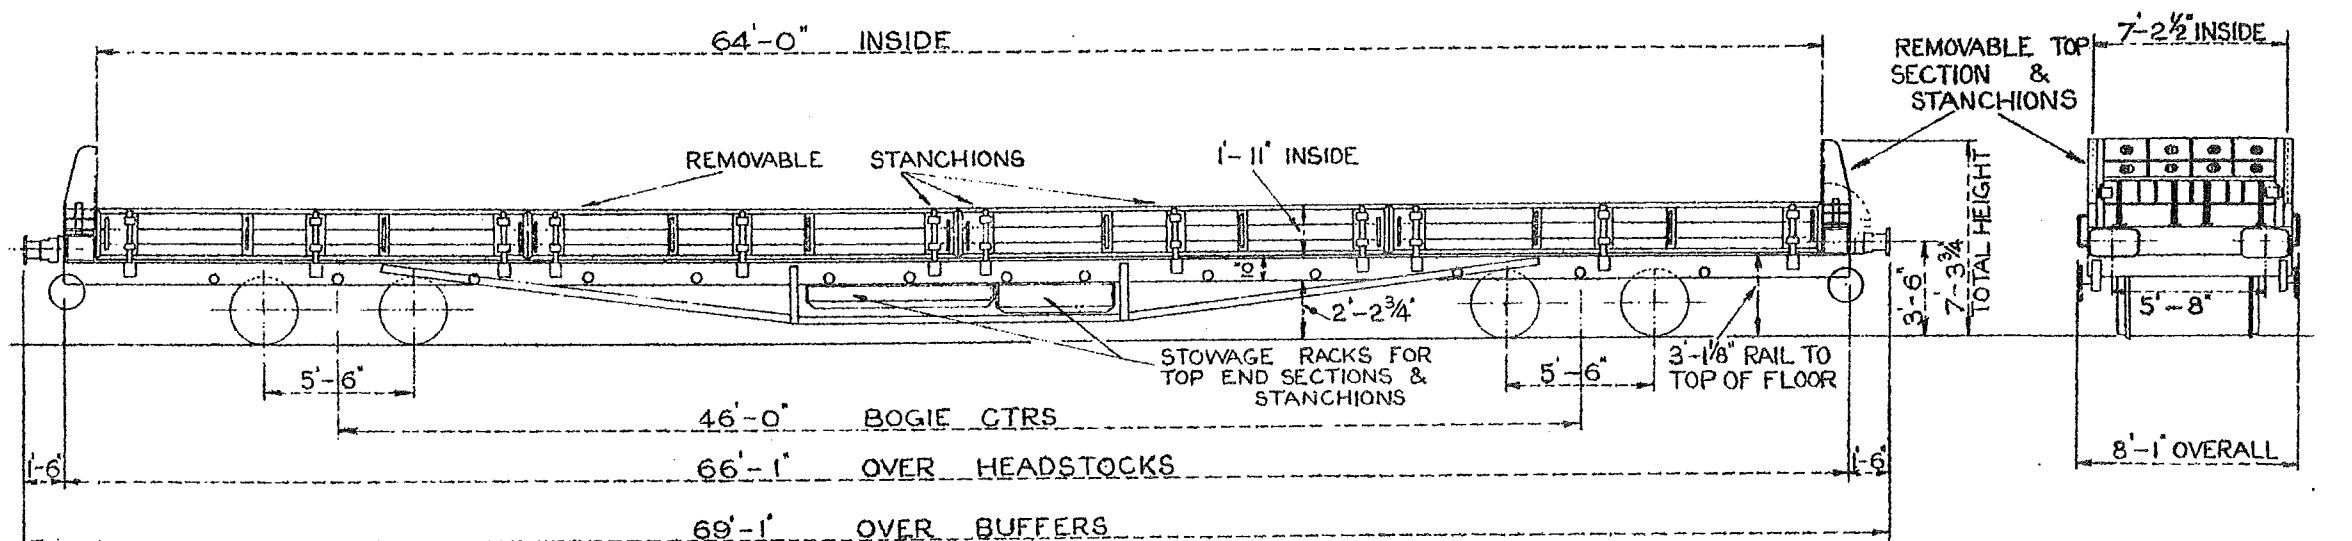 64'-0" INSIDE
REMOVABLE TOP
SECTION &
STANCHIONS
7'-2½" INSIDE
REMOVABLE STANCHIONS
1'-11" INSIDE
3'-6"
7'-3¾"
TOTAL HEIGHT
2'-2¾"
5'-8"
STOWAGE RACKS FOR
TOP END SECTIONS &
STANCHIONS
3'-1⅛" RAIL TO
TOP OF FLOOR
5'-6"
5'-6"
46'-0" BOGIE CTRS
1'-6"
66'-1" OVER HEADSTOCKS
1'-6"
8'-1" OVERALL
69'-1" OVER BUFFERS